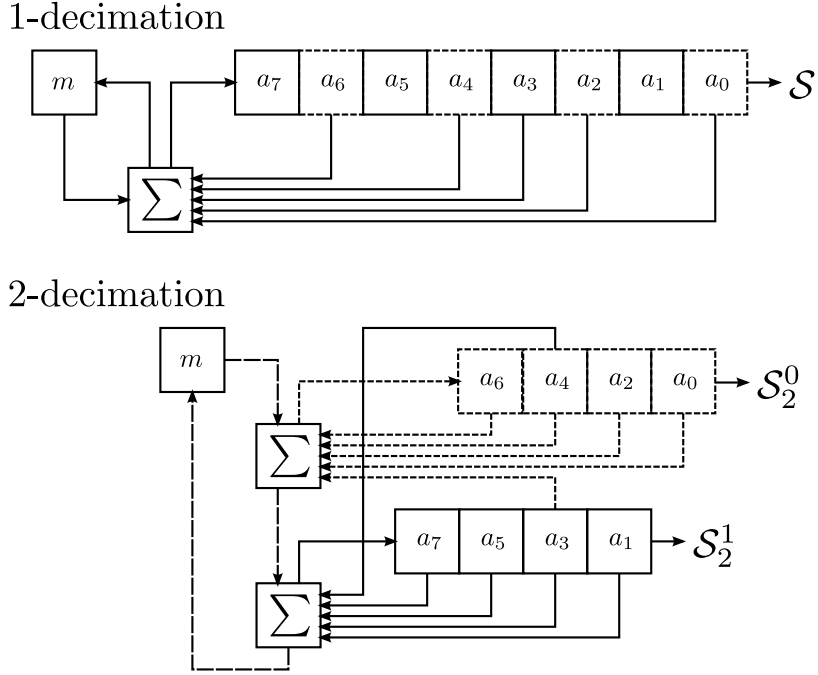 1-decimation
m a₇ a₆ a₅ a₄ a₃ a₂ a₁ a₀ 𝒮
∑
2-decimation
m
a₆ a₄ a₂ a₀ 𝒮₂⁰
∑
a₇ a₅ a₃ a₁ 𝒮₂¹
∑